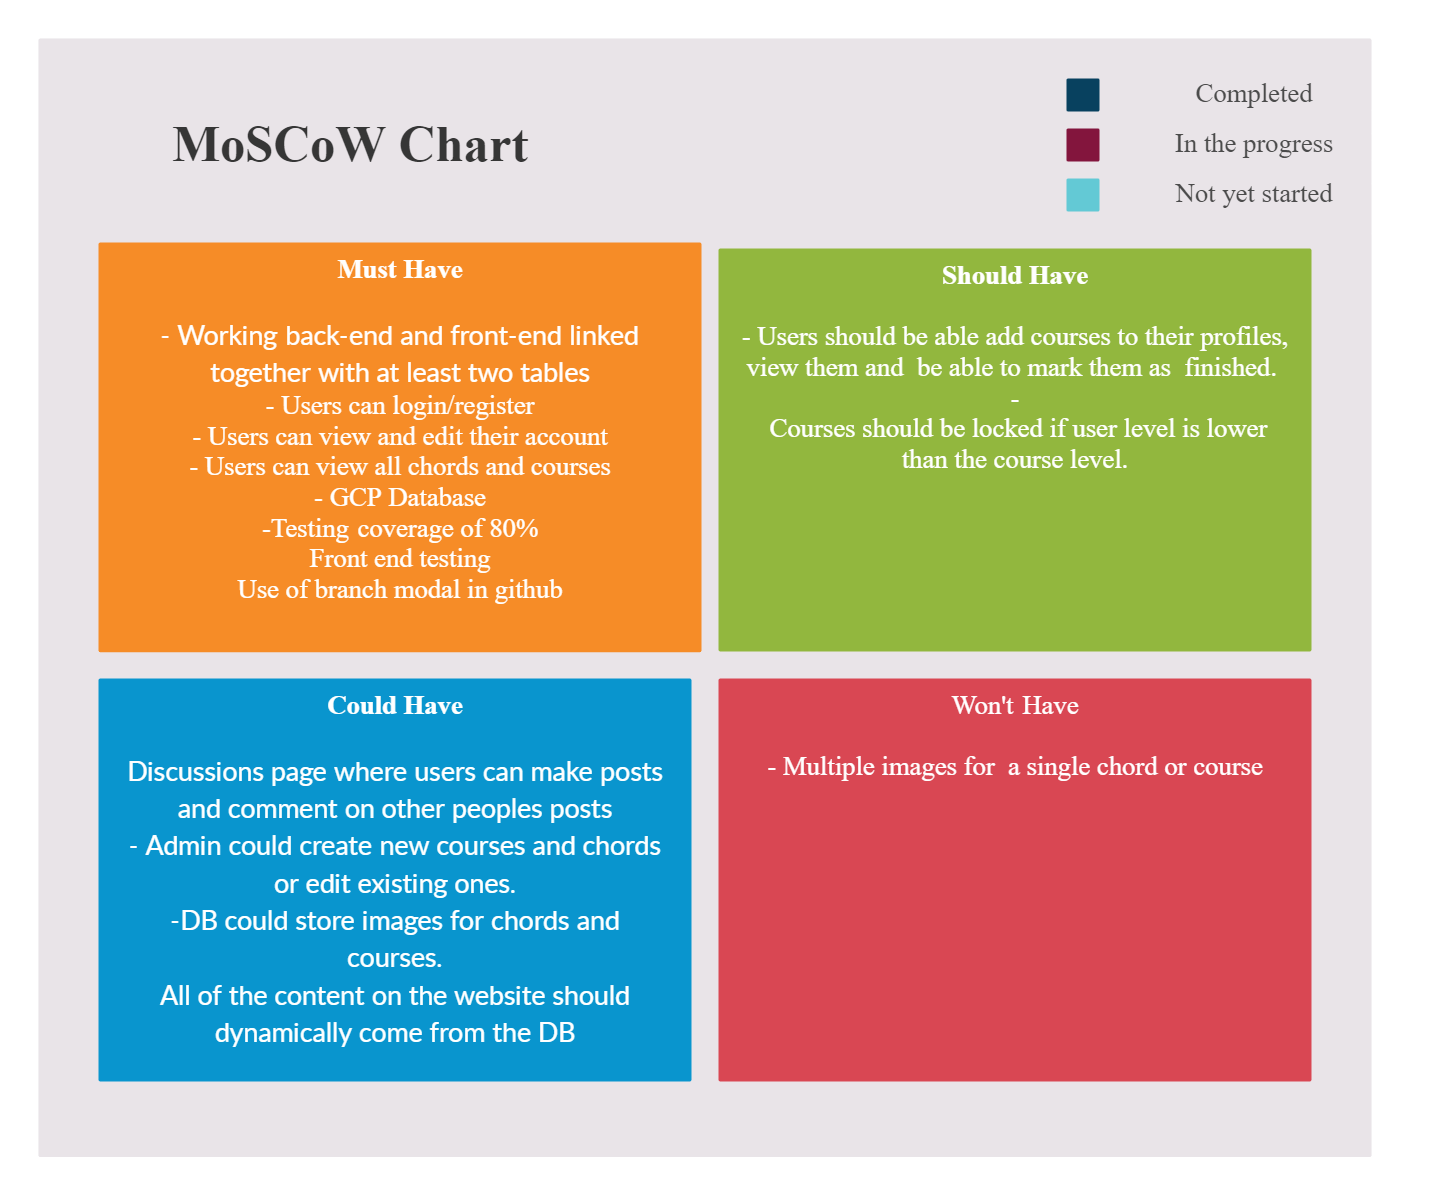 MoSCoW Chart
Completed
In the progress
Not yet started
Must Have
- Working back-end and front-end linked
together with at least two tables
- Users can login/register
- Users can view and edit their account
- Users can view all chords and courses
- GCP Database
-Testing coverage of 80%
Front end testing
Use of branch modal in github
Should Have
- Users should be able add courses to their profiles,
view them and  be able to mark them as  finished.
-
Courses should be locked if user level is lower
than the course level.
Could Have
Discussions page where users can make posts
and comment on other peoples posts
- Admin could create new courses and chords
or edit existing ones.
-DB could store images for chords and
courses.
All of the content on the website should
dynamically come from the DB
Won't Have
- Multiple images for  a single chord or course